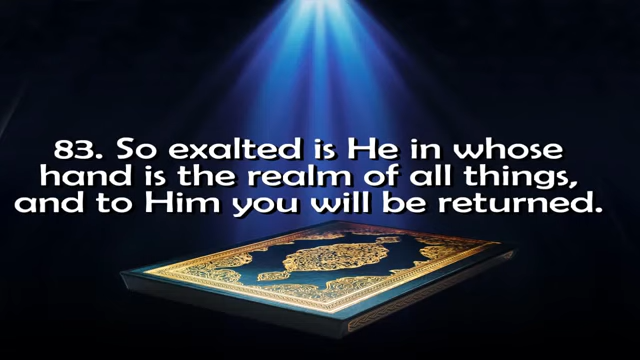 83. So exalted is He in whose
hand is the realm of all things,
and to Him you will be returned.